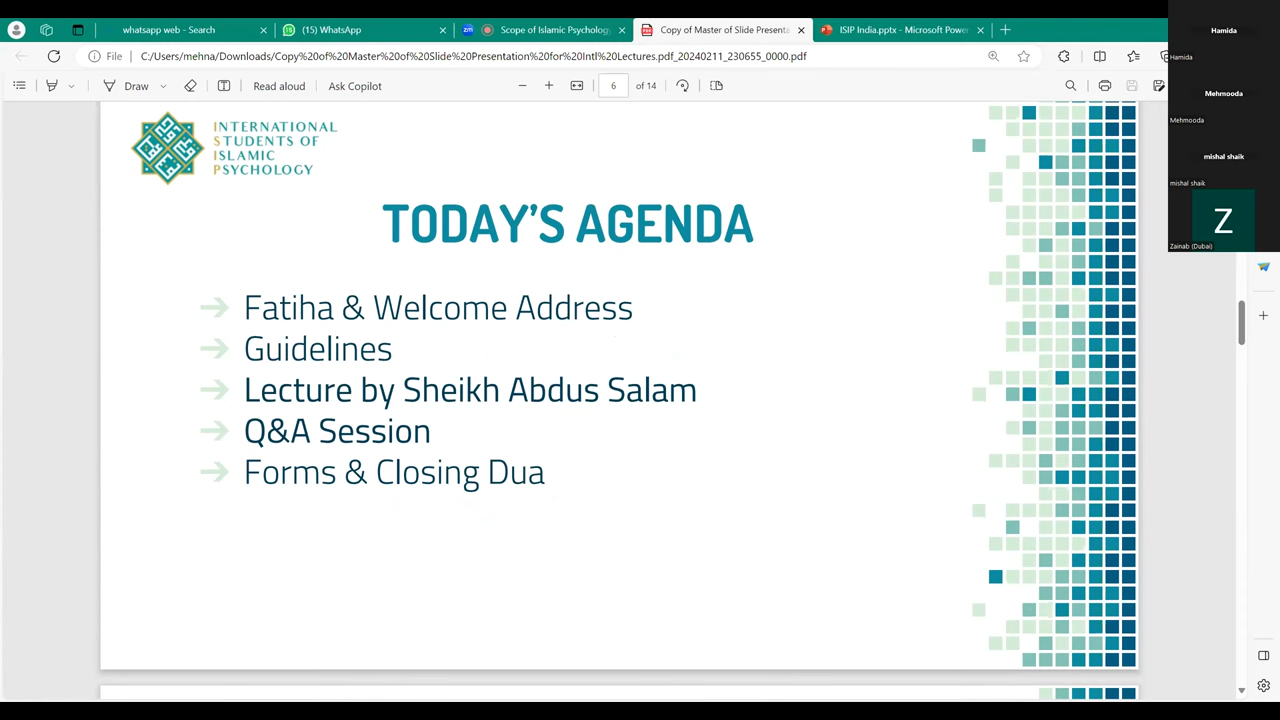 whatsapp web - Search
(15) WhatsApp
Scope of Islamic Psychology
Copy of Master of Slide Presenta
ISIP India.pptx - Microsoft Power
File
C:/Users/mehna/Downloads/Copy%20of%20Master%20of%20Slide%20Presentation%20for%20Intl%20Lectures.pdf_20240211_230655_0000.pdf
Draw
Read aloud
Ask Copilot
6
of 14
INTERNATIONAL
STUDENTS OF
ISLAMIC
PSYCHOLOGY
TODAY'S AGENDA
Fatiha & Welcome Address
Guidelines
Lecture by Sheikh Abdus Salam
Q&A Session
Forms & Closing Dua
Hamida
Hamida
Mehmooda
Mehmooda
mishal shaik
mishal shaik
Z
Zainab (Dubai)